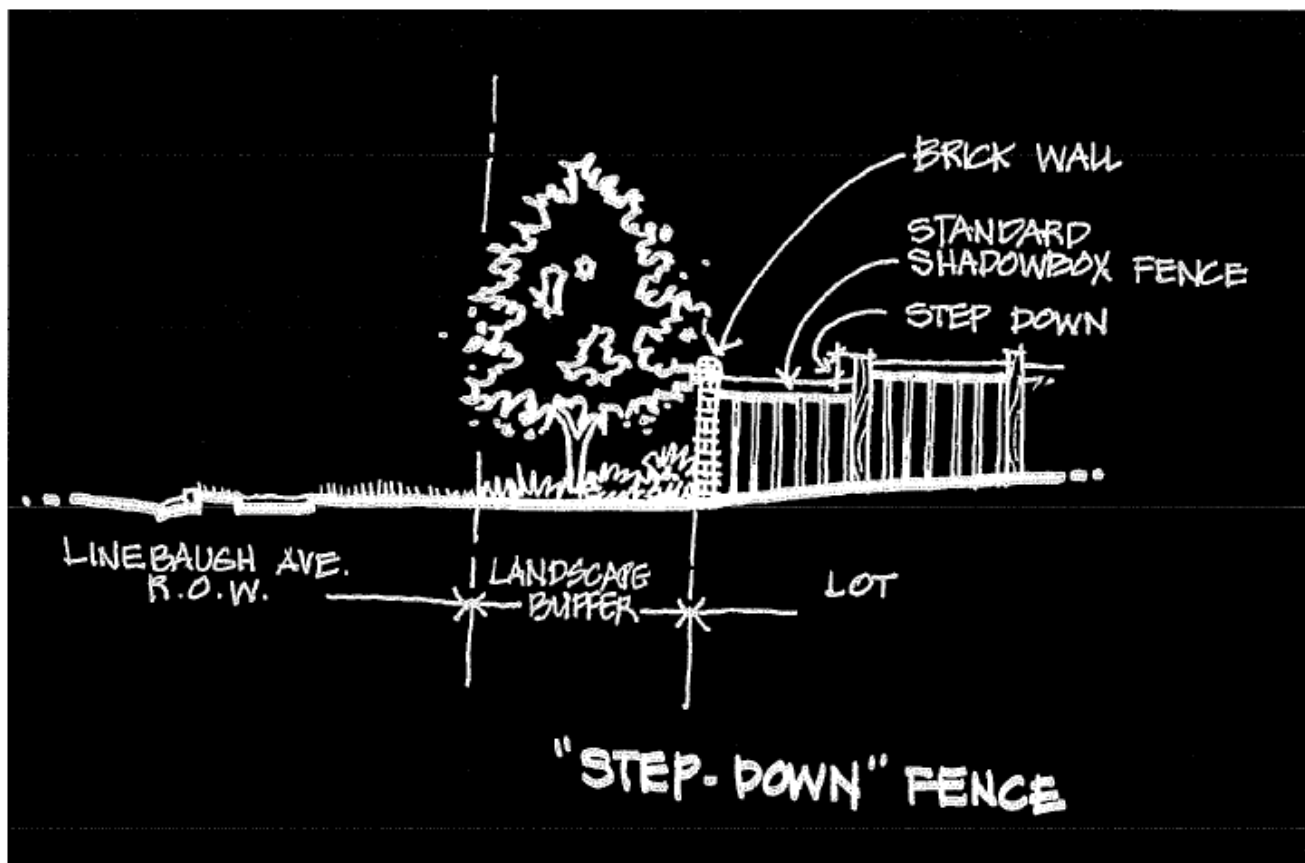 BRICK WALL
STANDARD
SHADOWBOX FENCE
STEP DOWN
LINEBAUGH AVE.
R.O.W.
LANDSCAPE
BUFFER
LOT
"STEP-DOWN" FENCE